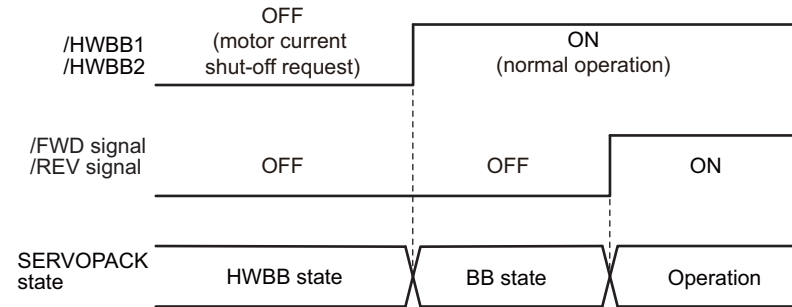 /HWBB1
/HWBB2
OFF
(motor current
shut-off request)
ON
(normal operation)
/FWD signal
/REV signal
OFF
OFF
ON
SERVOPACK
state
HWBB state
BB state
Operation